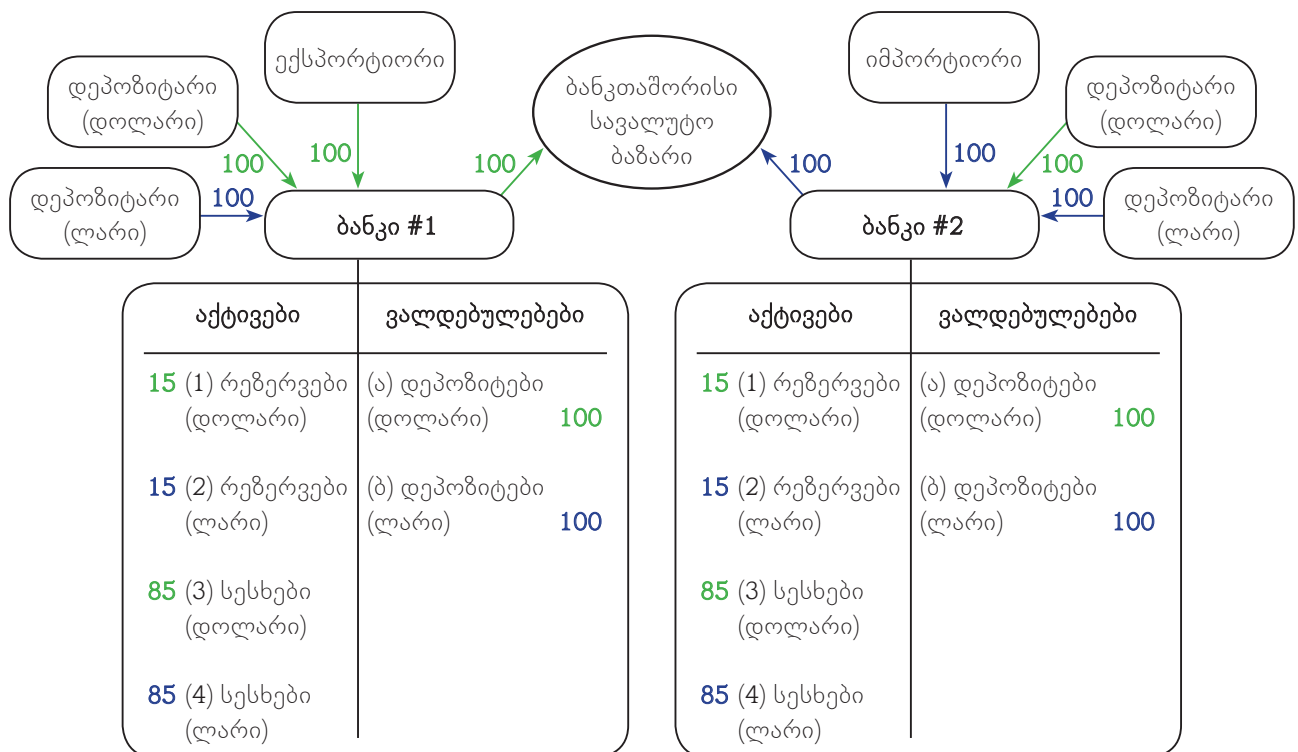 დეპოზიტარი
(დოლარი)
ექსპორტიორი
ბანკთაშორისი
სავალუტო
ბაზარი
იმპორტიორი
დეპოზიტარი
(დოლარი)
100
100
100
100
100
100
დეპოზიტარი
(ლარი)
100
100
დეპოზიტარი
(ლარი)
ბანკი #1
ბანკი #2
აქტივები
ვალდებულებები
15 (1) რეზერვები
(დოლარი)
(ა) დეპოზიტები
(დოლარი) 100
15 (2) რეზერვები
(ლარი)
(ბ) დეპოზიტები
(ლარი) 100
85 (3) სესხები
(დოლარი)
85 (4) სესხები
(ლარი)
აქტივები
ვალდებულებები
15 (1) რეზერვები
(დოლარი)
(ა) დეპოზიტები
(დოლარი) 100
15 (2) რეზერვები
(ლარი)
(ბ) დეპოზიტები
(ლარი) 100
85 (3) სესხები
(დოლარი)
85 (4) სესხები
(ლარი)